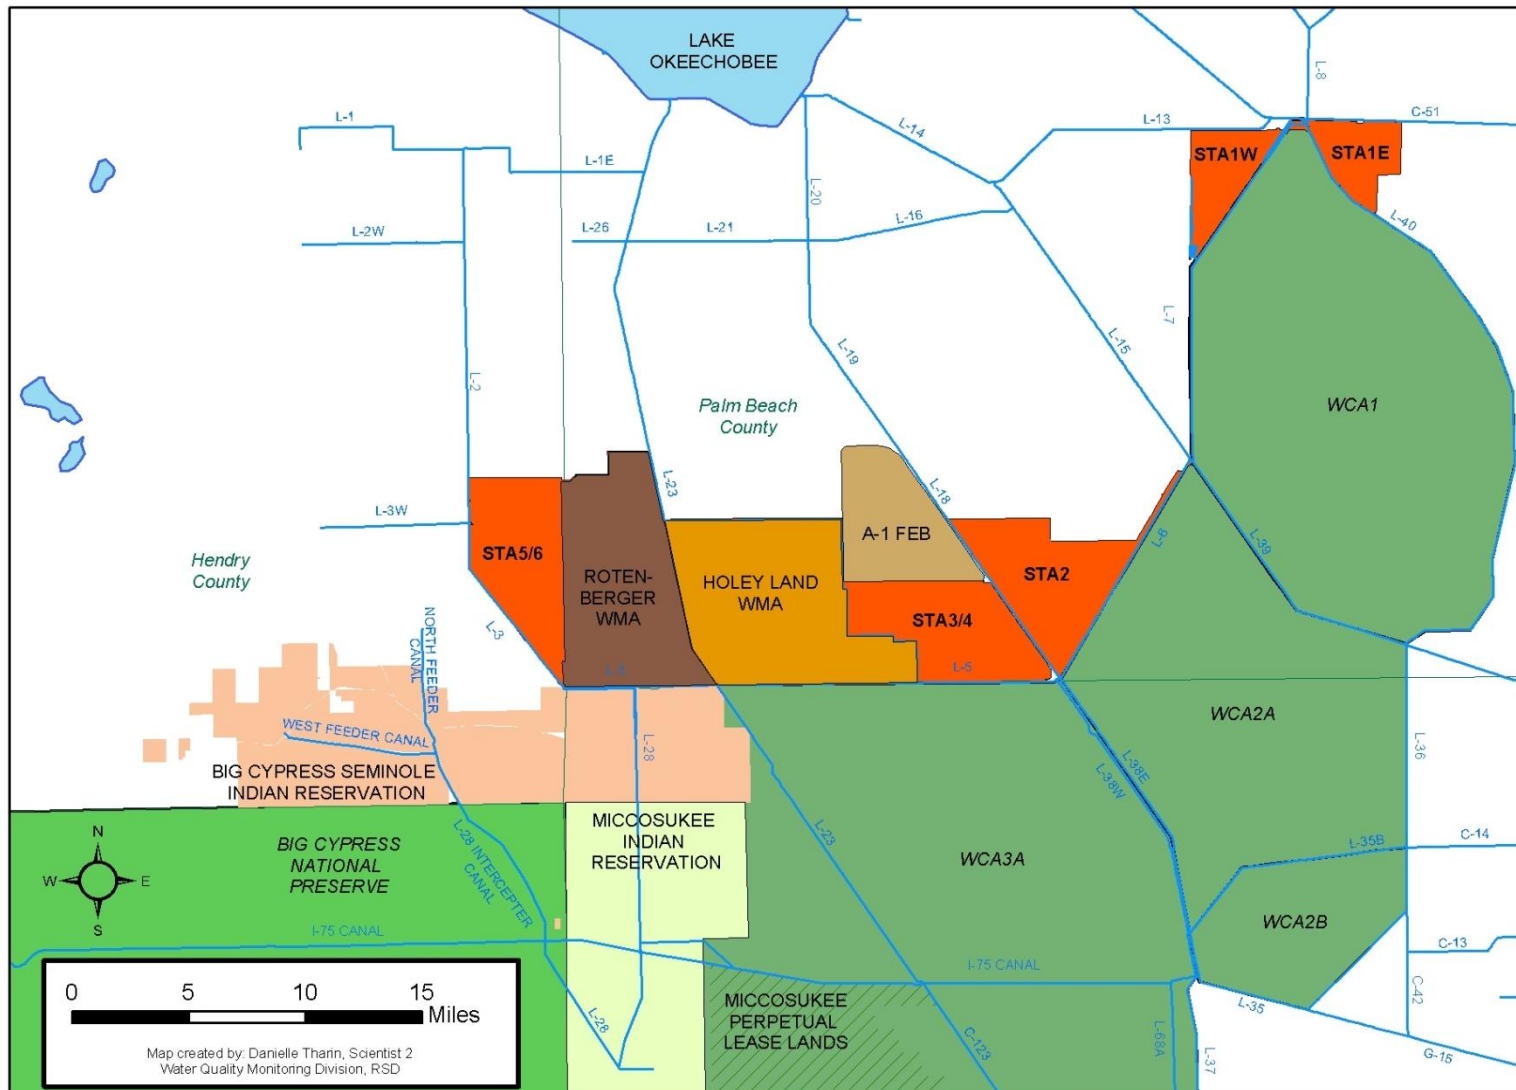 LAKE
OKEECHOBEE
L-8
C-51
L-1
L-14
L-13
STA1W
STA1E
L-1E
L-20
L-2W
L-26
L-21
L-16
L-40
L-7
L-15
L-19
L-2
Palm Beach
County
WCA1
L-23
L-18
L-3W
A-1 FEB
L-6
L-39
Hendry
County
STA5/6
ROTEN-
BERGER
WMA
HOLEY LAND
WMA
STA2
STA3/4
L-3
NORTH FEEDER
CANAL
L-5
WCA2A
WEST FEEDER CANAL
L-28
L-38E
L-38W
L-36
BIG CYPRESS SEMINOLE
INDIAN RESERVATION
MICCOSUKEE
INDIAN
RESERVATION
L-23
L-35B
C-14
BIG CYPRESS
NATIONAL
PRESERVE
L-28 INTERCEPTER
CANAL
WCA3A
N
W
E
S
WCA2B
I-75 CANAL
I-75 CANAL
C-13
C-42
L-35
MICCOSUKEE
PERPETUAL
LEASE LANDS
L-28
C-123
L-68A
L-37
G-15
0
5
10
15
Miles
Map created by: Danielle Tharin, Scientist 2
Water Quality Monitoring Division, RSD